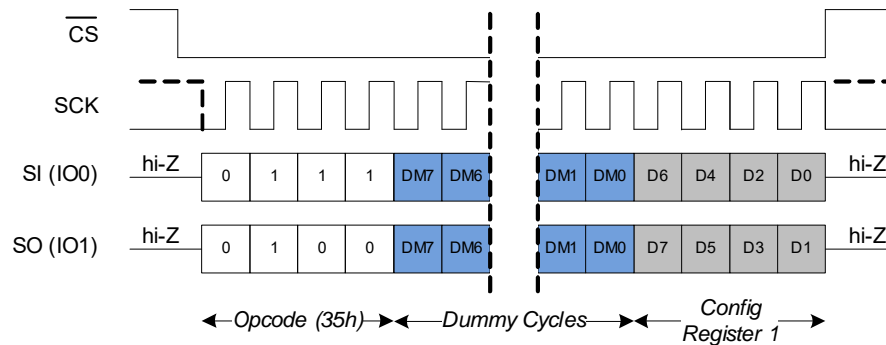 CS
SCK
SI (IO0) hi-Z 0 1 1 1 DM7 DM6 DM1 DM0 D6 D4 D2 D0 hi-Z
SO (IO1) hi-Z 0 1 0 0 DM7 DM6 DM1 DM0 D7 D5 D3 D1 hi-Z
Opcode (35h) Dummy Cycles Config
Register 1